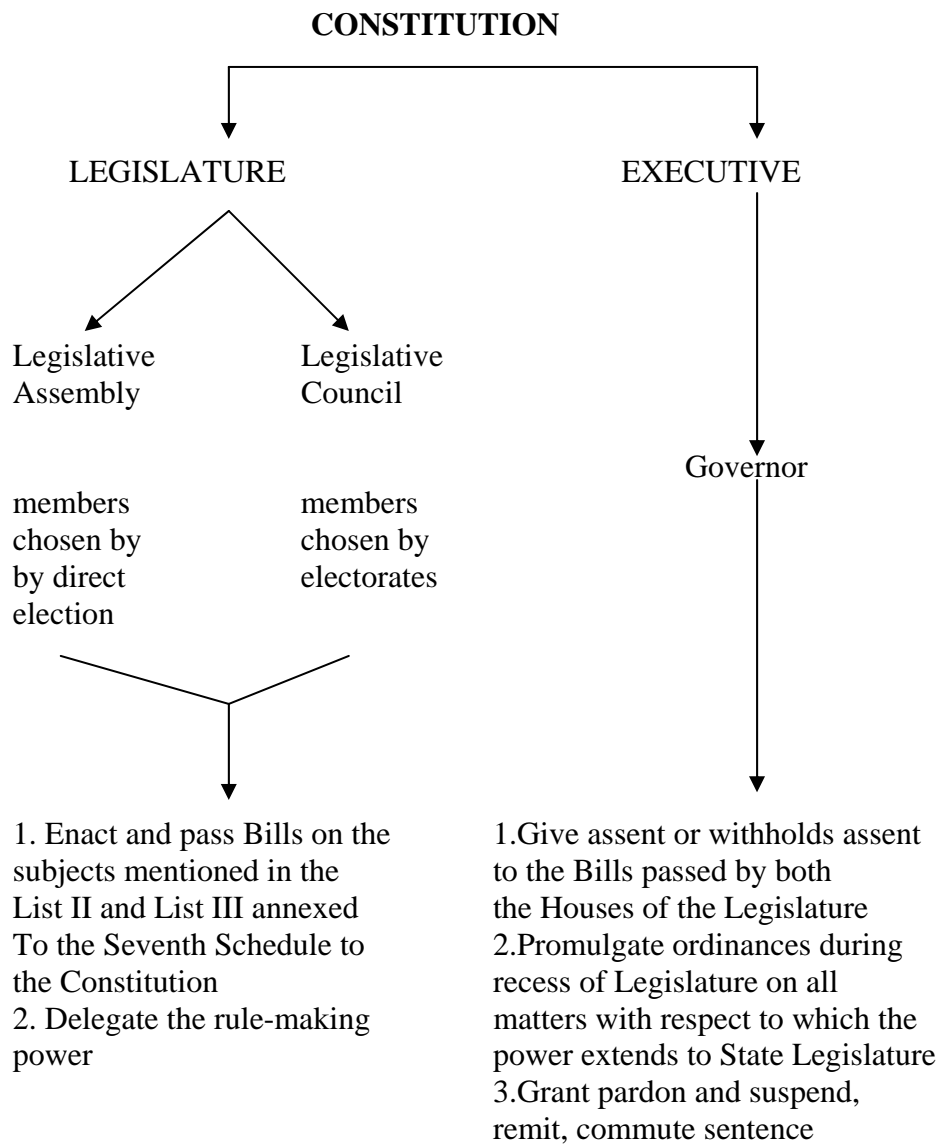 CONSTITUTION
LEGISLATURE
EXECUTIVE
Legislative
Assembly
Legislative
Council
Governor
members
chosen by
by direct
election
members
chosen by
electorates
1. Enact and pass Bills on the
subjects mentioned in the
List II and List III annexed
To the Seventh Schedule to
the Constitution
2. Delegate the rule-making
power
1.Give assent or withholds assent
to the Bills passed by both
the Houses of the Legislature
2.Promulgate ordinances during
recess of Legislature on all
matters with respect to which the
power extends to State Legislature
3.Grant pardon and suspend,
remit, commute sentence